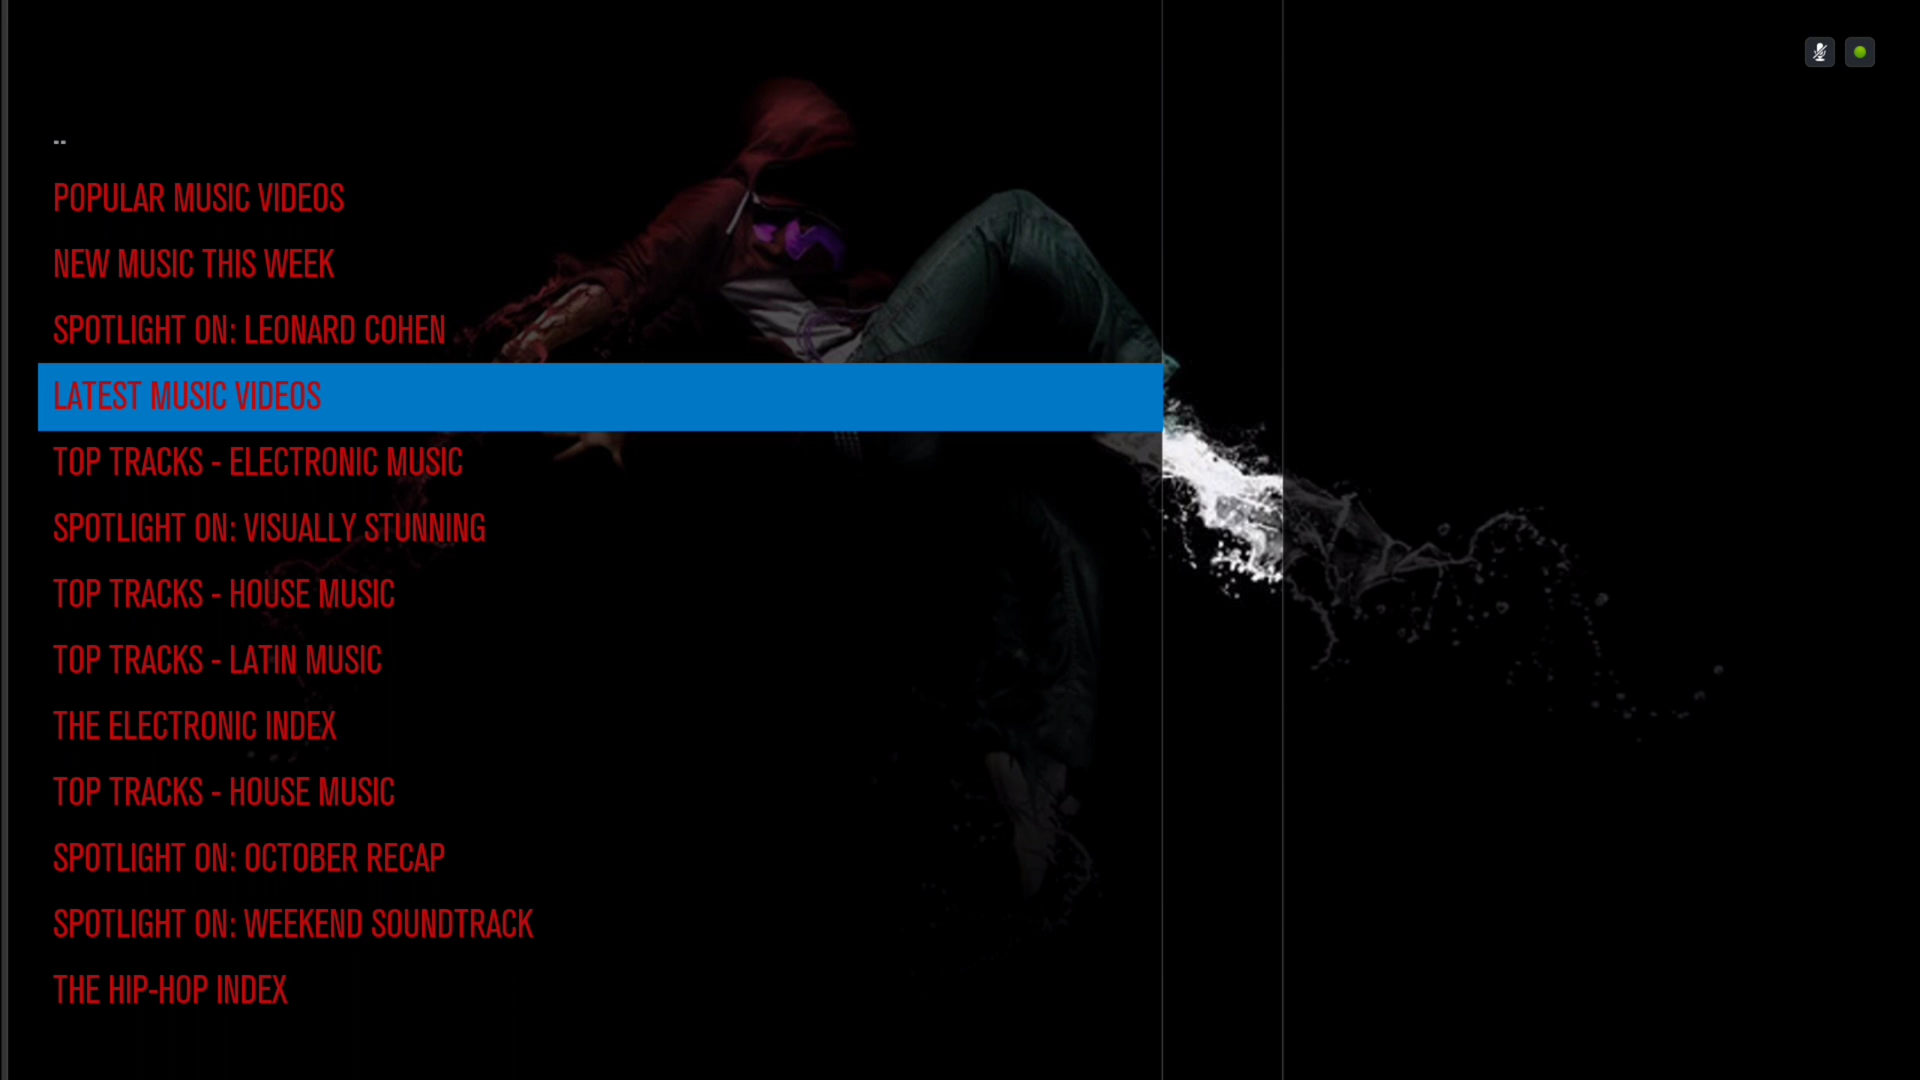 ..
POPULAR MUSIC VIDEOS
NEW MUSIC THIS WEEK
SPOTLIGHT ON: LEONARD COHEN
LATEST MUSIC VIDEOS
TOP TRACKS - ELECTRONIC MUSIC
SPOTLIGHT ON: VISUALLY STUNNING
TOP TRACKS - HOUSE MUSIC
TOP TRACKS - LATIN MUSIC
THE ELECTRONIC INDEX
TOP TRACKS - HOUSE MUSIC
SPOTLIGHT ON: OCTOBER RECAP
SPOTLIGHT ON: WEEKEND SOUNDTRACK
THE HIP-HOP INDEX